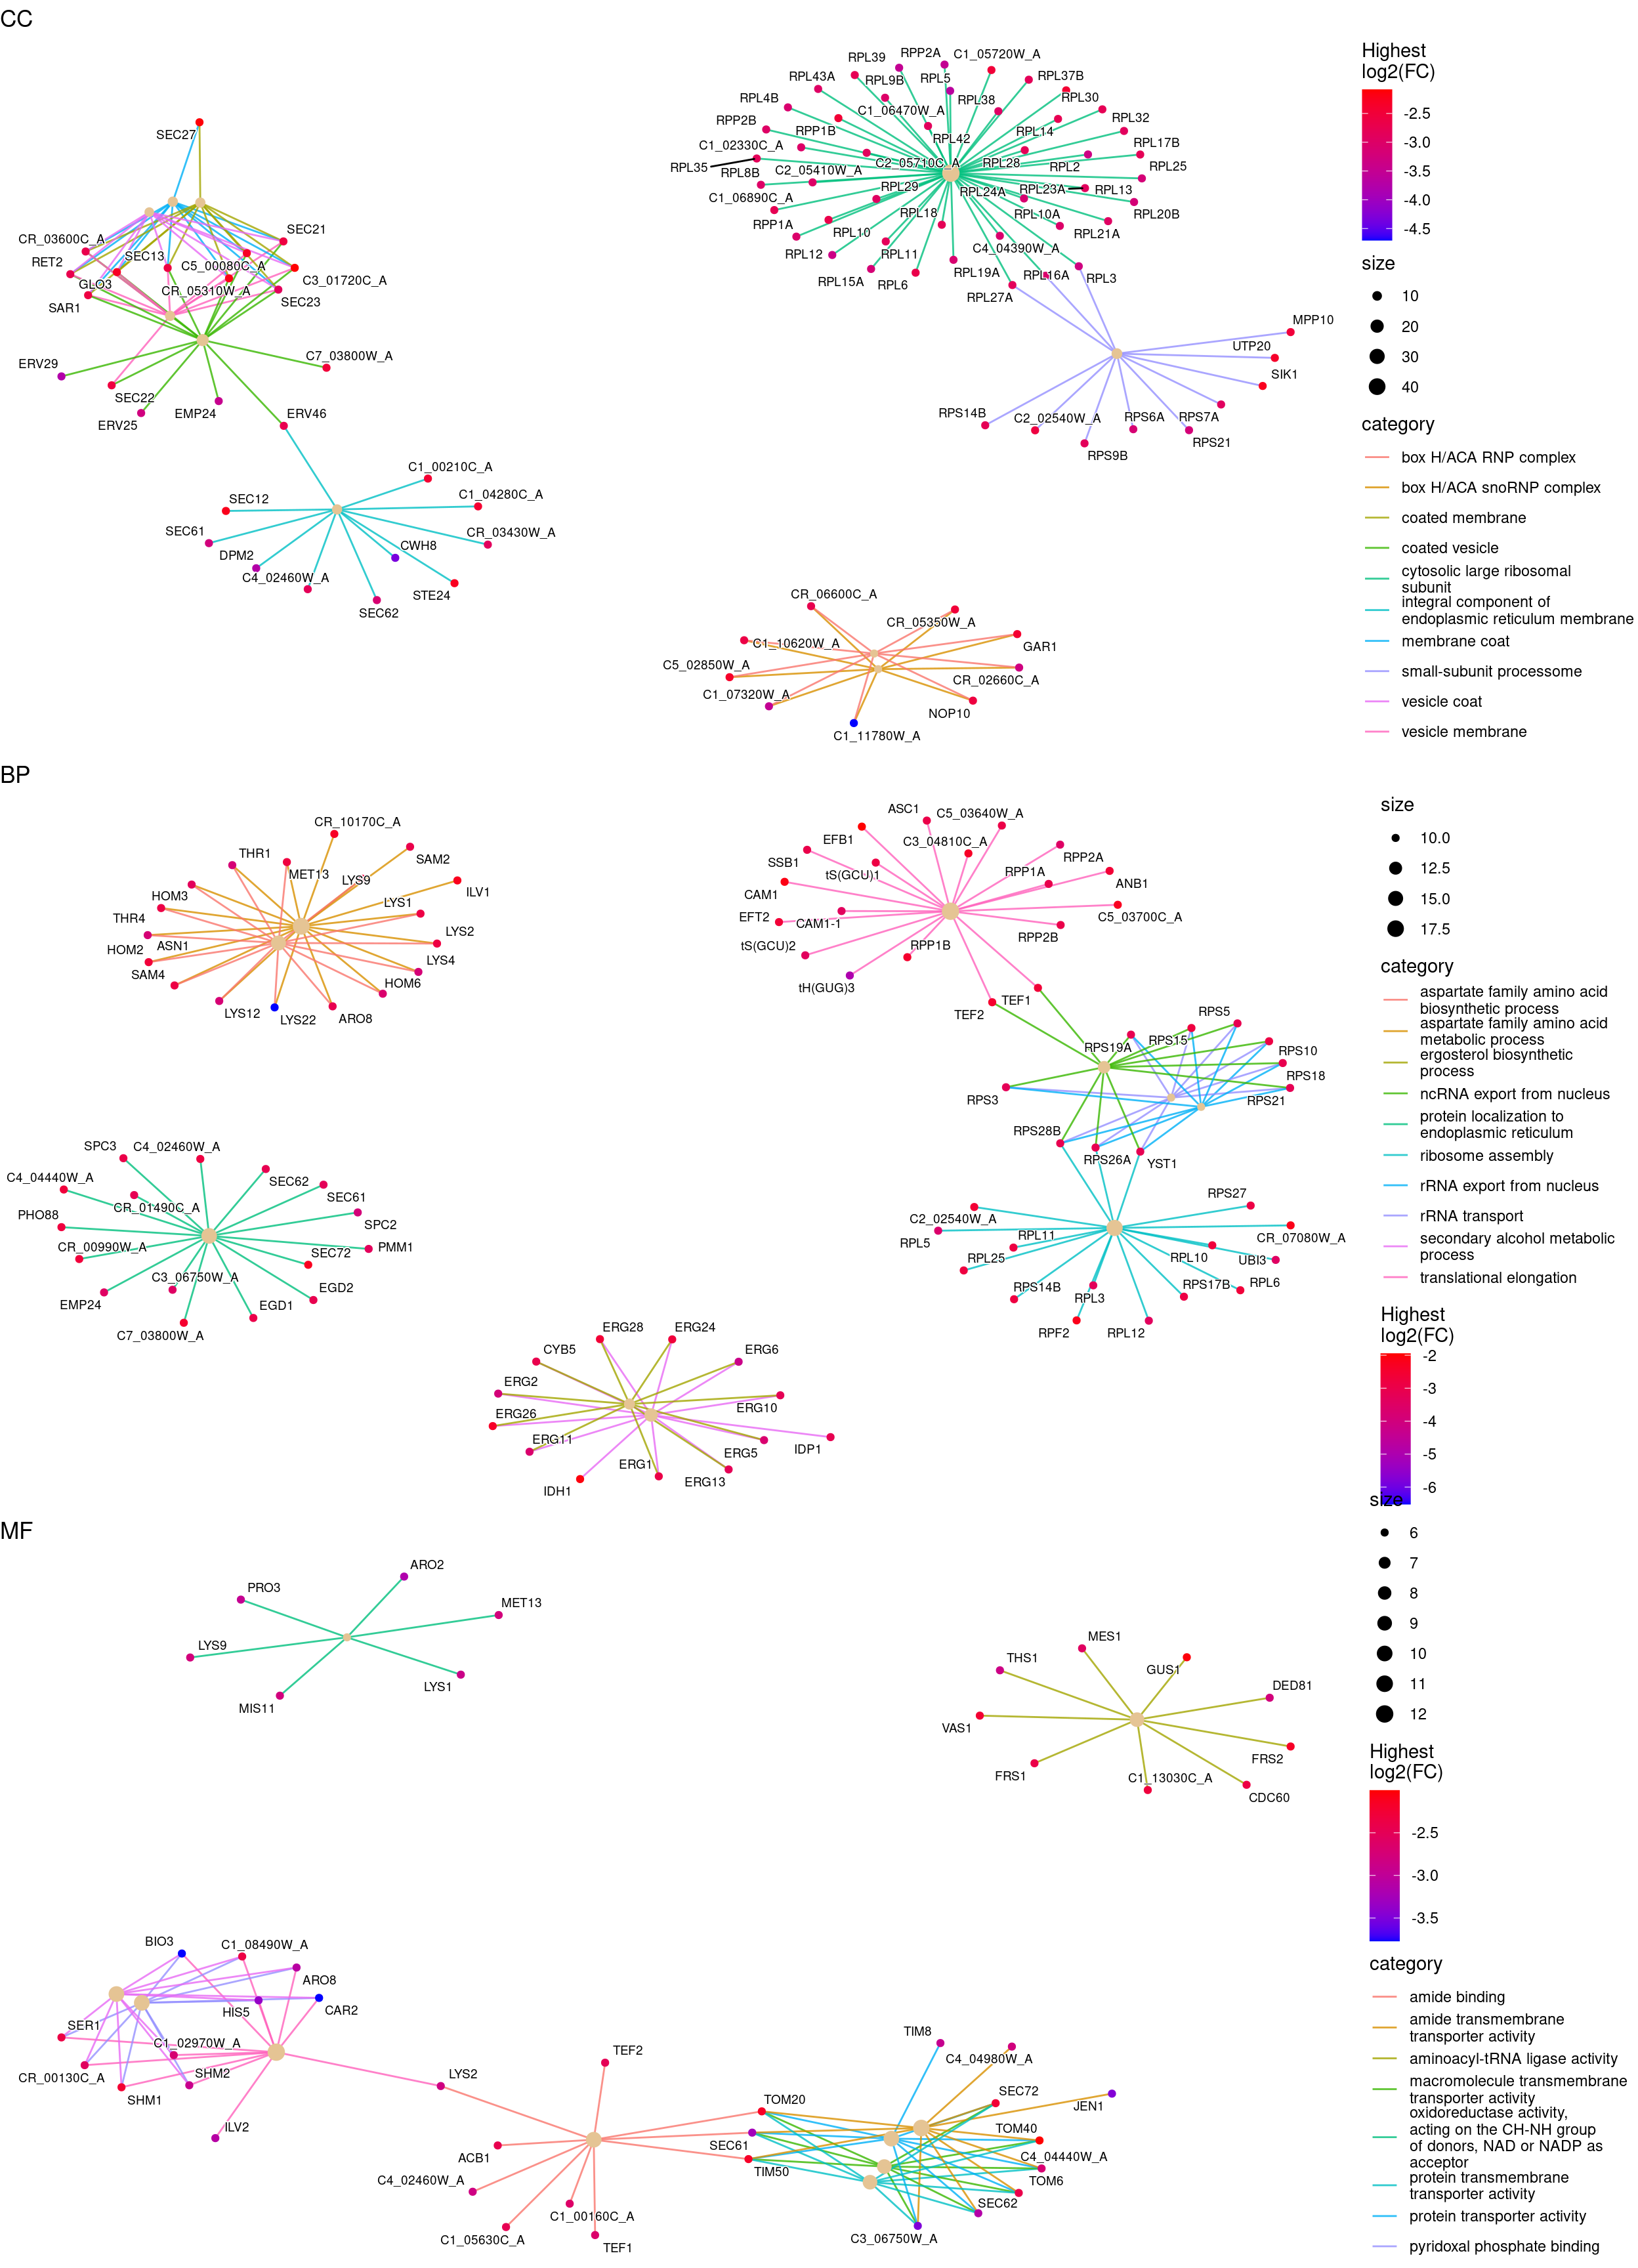 CC
RPL39
RPP2A
C1_05720W_A
RPL43A
RPL9B
RPL5
RPL37B
RPL4B
RPL38
RPL30
C1_06470W_A
RPP2B
RPP1B
RPL42
RPL14
RPL32
C1_02330C_A
RPL17B
RPL35
RPL8B
C2_05410W_A
C2_05710C_A
RPL28
RPL2
RPL25
C1_06890C_A
RPL29
RPL24A
RPL23A
RPL13
RPP1A
RPL10
RPL18
RPL10A
RPL20B
RPL21A
RPL12
RPL11
C4_04390W_A
RPL15A
RPL6
RPL19A
RPL16A
RPL3
RPL27A
SEC27
CR_03600C_A
SEC21
RET2
SEC13
C5_00080C_A
C3_01720C_A
GLO3
CR_05310W_A
SEC23
SAR1
ERV29
C7_03800W_A
SEC22
EMP24
ERV46
ERV25
MPP10
UTP20
SIK1
RPS14B
C2_02540W_A
RPS6A
RPS7A
RPS9B
RPS21
C1_00210C_A
SEC12
C1_04280C_A
SEC61
CR_03430W_A
DPM2
CWH8
C4_02460W_A
STE24
SEC62
CR_06600C_A
CR_05350W_A
C1_10620W_A
GAR1
C5_02850W_A
CR_02660C_A
C1_07320W_A
NOP10
C1_11780W_A
Highest
log2(FC)
-2.5
-3.0
-3.5
-4.0
-4.5
size
10
20
30
40
category
box H/ACA RNP complex
box H/ACA snoRNP complex
coated membrane
coated vesicle
cytosolic large ribosomal
subunit
integral component of
endoplasmic reticulum membrane
membrane coat
small-subunit processome
vesicle coat
vesicle membrane
BP
CR_10170C_A
THR1
SAM2
MET13
LYS9
ILV1
HOM3
LYS1
THR4
LYS2
HOM2
ASN1
LYS4
SAM4
HOM6
LYS12
LYS22
ARO8
ASC1
C5_03640W_A
EFB1
C3_04810C_A
SSB1
RPP2A
tS(GCU)1
RPP1A
CAM1
ANB1
EFT2
CAM1-1
C5_03700C_A
RPP2B
tS(GCU)2
RPP1B
tH(GUG)3
TEF1
TEF2
RPS5
RPS19A
RPS15
RPS10
RPS18
RPS3
RPS21
RPS28B
RPS26A
YST1
RPS27
C2_02540W_A
RPL5
RPL11
CR_07080W_A
RPL25
RPL10
UBI3
RPS14B
RPL3
RPS17B
RPL6
RPF2
RPL12
SPC3
C4_02460W_A
C4_04440W_A
SEC62
SEC61
CR_01490C_A
PHO88
SPC2
CR_00990W_A
SEC72
PMM1
C3_06750W_A
EMP24
EGD2
EGD1
C7_03800W_A
ERG28
ERG24
CYB5
ERG6
ERG2
ERG10
ERG26
ERG11
ERG5
IDP1
ERG1
ERG13
IDH1
size
10.0
12.5
15.0
17.5
category
aspartate family amino acid
biosynthetic process
aspartate family amino acid
metabolic process
ergosterol biosynthetic
process
ncRNA export from nucleus
protein localization to
endoplasmic reticulum
ribosome assembly
rRNA export from nucleus
rRNA transport
secondary alcohol metabolic
process
translational elongation
Highest
log2(FC)
-2
-3
-4
-5
-6
MF
ARO2
PRO3
MET13
LYS9
LYS1
MIS11
MES1
THS1
GUS1
DED81
VAS1
FRS2
FRS1
C1_13030C_A
CDC60
BIO3
C1_08490W_A
ARO8
HIS5
CAR2
SER1
C1_02970W_A
CR_00130C_A
SHM2
SHM1
ILV2
LYS2
TEF2
ACB1
C4_02460W_A
C1_00160C_A
C1_05630C_A
TEF1
TIM8
C4_04980W_A
TOM20
SEC72
JEN1
SEC61
TOM40
TIM50
C4_04440W_A
TOM6
SEC62
C3_06750W_A
size
6
7
8
9
10
11
12
Highest
log2(FC)
-2.5
-3.0
-3.5
category
amide binding
amide transmembrane
transporter activity
aminoacyl-tRNA ligase activity
macromolecule transmembrane
transporter activity
oxidoreductase activity,
acting on the CH-NH group
of donors, NAD or NADP as
acceptor
protein transmembrane
transporter activity
protein transporter activity
pyridoxal phosphate binding